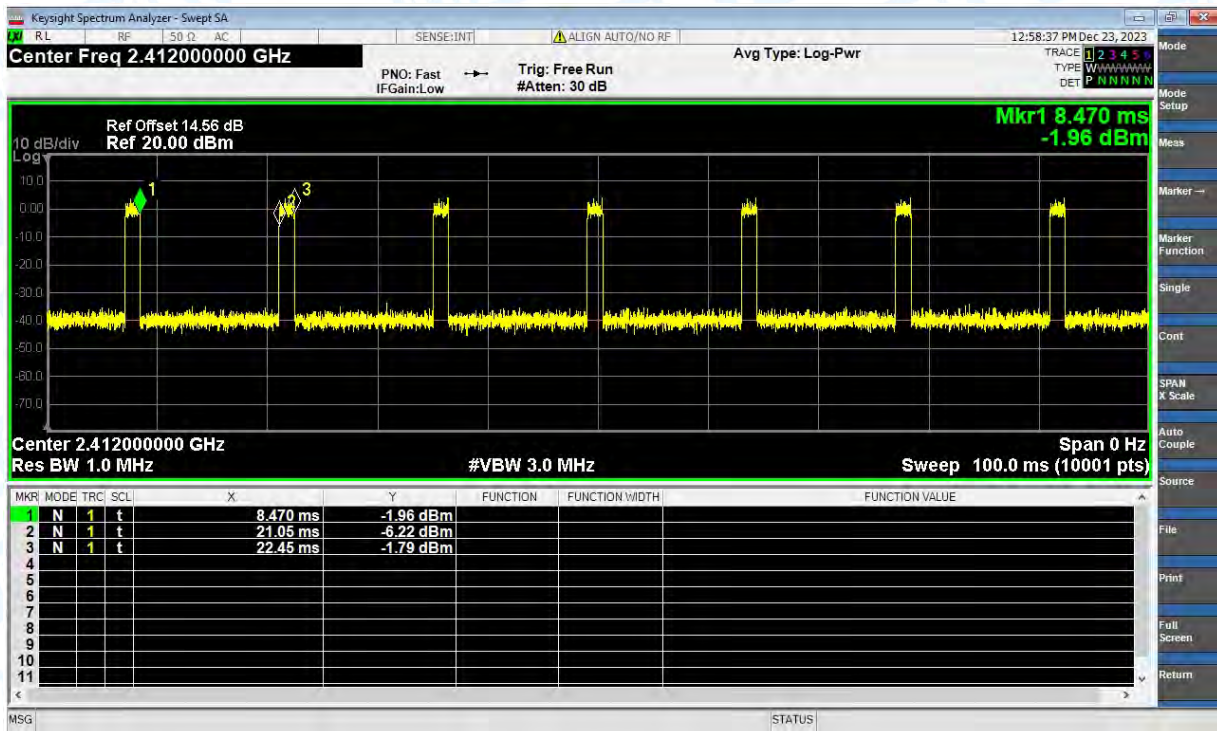 Keysight Spectrum Analyzer - Swept SA
LXI RL RF 50 Ω AC SENSE:INT ALIGN AUTO/NO RF 12:58:37 PM Dec 23, 2023
Center Freq 2.412000000 GHz
PNO: Fast
IFGain:Low
Trig: Free Run
#Atten: 30 dB
Avg Type: Log-Pwr
TRACE 1 2 3 4 5 6
TYPE WWWWWWW
DET P N N N N N
Mkr1 8.470 ms
-1.96 dBm
Ref Offset 14.56 dB
10 dB/div Ref 20.00 dBm
Log
10.0
0.00
-10.0
-20.0
-30.0
-40.0
-50.0
-60.0
-70.0
1
2
3
Center 2.412000000 GHz Span 0 Hz
Res BW 1.0 MHz #VBW 3.0 MHz Sweep 100.0 ms (10001 pts)
MKR MODE TRC SCL X Y FUNCTION FUNCTION WIDTH FUNCTION VALUE
1 N 1 t 8.470 ms -1.96 dBm
2 N 1 t 21.05 ms -6.22 dBm
3 N 1 t 22.45 ms -1.79 dBm
4
5
6
7
8
9
10
11
MSG STATUS
Mode
Mode
Setup
Meas
Marker →
Marker
Function
Single
Cont
SPAN
X Scale
Auto
Couple
Source
File
Print
Full
Screen
Return